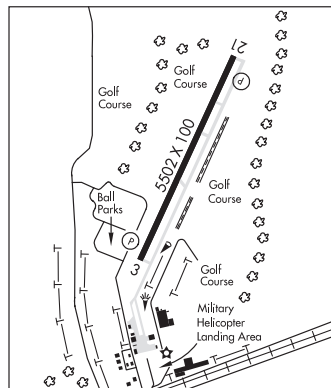 21
P
Golf
Course
Golf
Course
5502 X 100
Golf
Course
Ball
Parks
P
3
Golf
Course
Military
Helicopter
Landing Area